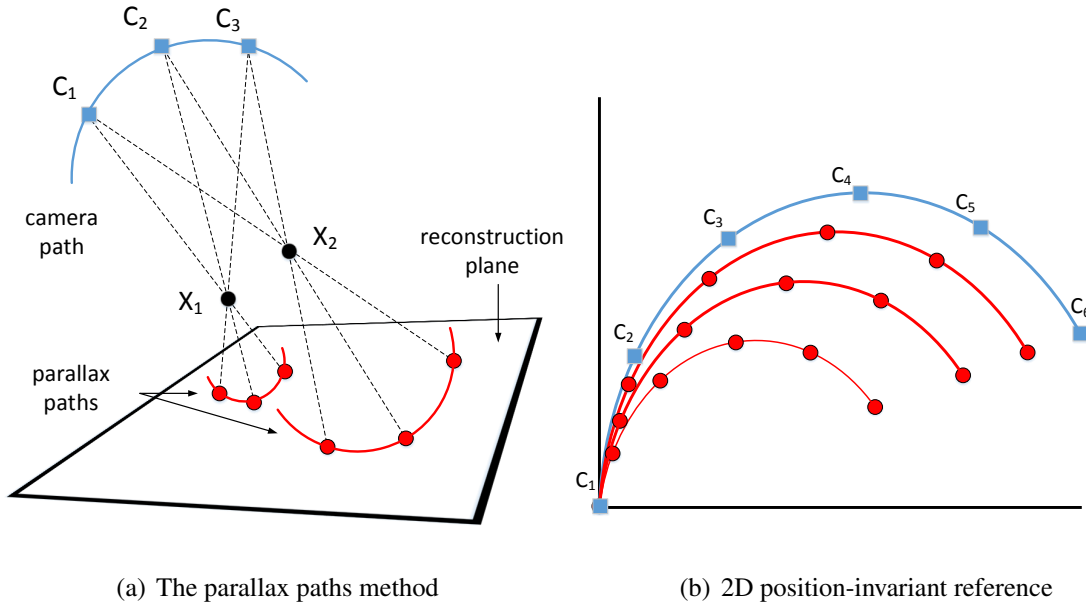 C₁
C₂
C₃
camera
path
X₁
X₂
reconstruction
plane
parallax
paths
C₁
C₂
C₃
C₄
C₅
C₆
(a) The parallax paths method
(b) 2D position-invariant reference